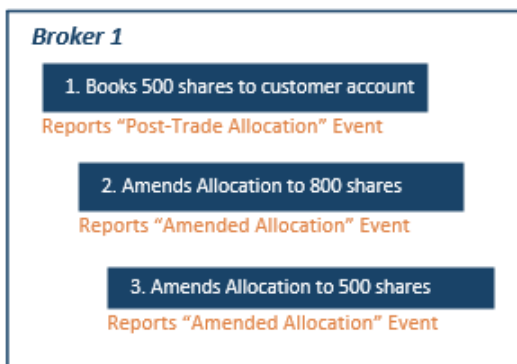 Broker 1
1. Books 500 shares to customer account
Reports “Post-Trade Allocation” Event
2. Amends Allocation to 800 shares
Reports “Amended Allocation” Event
3. Amends Allocation to 500 shares
Reports “Amended Allocation” Event